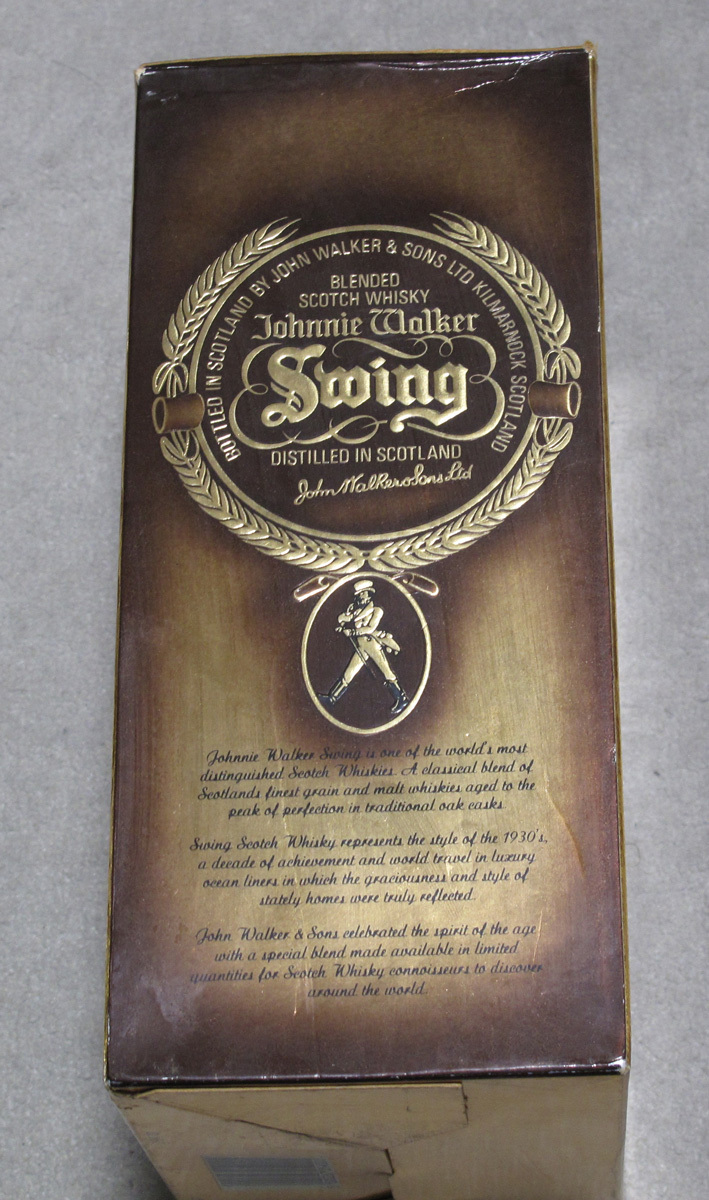 BOTTLED IN SCOTLAND BY JOHN WALKER & SONS LTD KILMARNOCK SCOTLAND
BLENDED
SCOTCH WHISKY
Johnnie Walker
Swing
DISTILLED IN SCOTLAND
John Walker & Sons Ltd
Johnnie Walker Swing is one of the world's most
distinguished Scotch Whiskies. A classical blend of
Scotlands finest grain and malt whiskies aged to the
peak of perfection in traditional oak casks.
Swing Scotch Whisky represents the style of the 1930's,
a decade of achievement and world travel in luxury
ocean liners in which the graciousness and style of
stately homes were truly reflected.
John Walker & Sons celebrated the spirit of the age
with a special blend made available in limited
quantities for Scotch Whisky connoisseurs to discover
around the world.